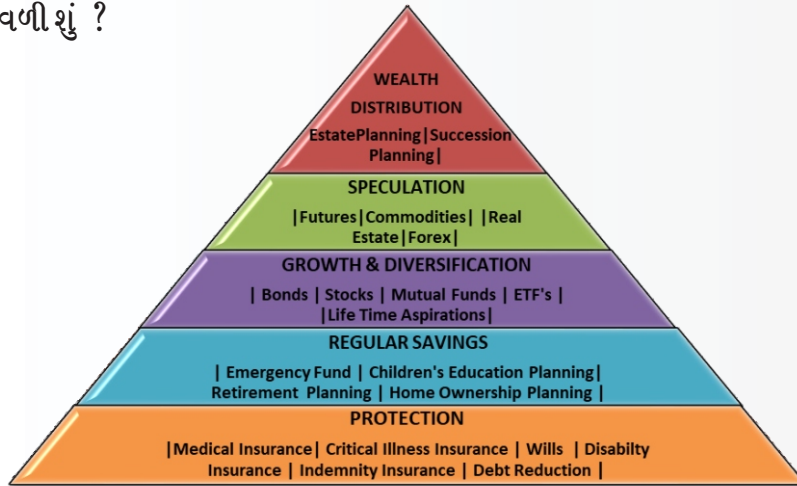 વળી શું ?
WEALTH
DISTRIBUTION
EstatePlanning|Succession
Planning|
SPECULATION
|Futures|Commodities| |Real
Estate|Forex|
GROWTH & DIVERSIFICATION
| Bonds | Stocks | Mutual Funds | ETF's |
|Life Time Aspirations|
REGULAR SAVINGS
| Emergency Fund | Children's Education Planning|
Retirement Planning | Home Ownership Planning |
PROTECTION
|Medical Insurance| Critical Illness Insurance | Wills | Disabilty
Insurance | Indemnity Insurance | Debt Reduction |